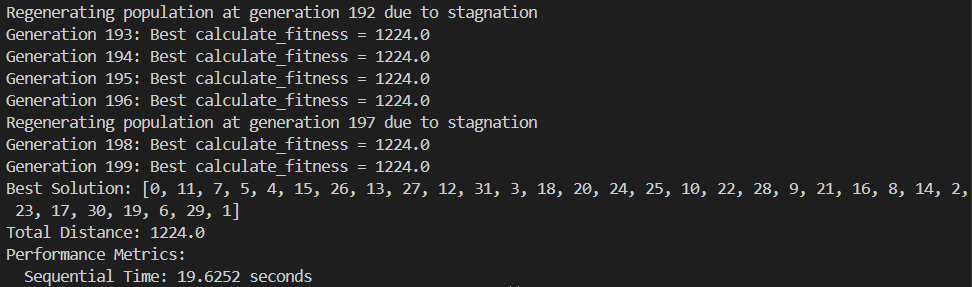 Regenerating population at generation 192 due to stagnation
Generation 193: Best calculate_fitness = 1224.0
Generation 194: Best calculate_fitness = 1224.0
Generation 195: Best calculate_fitness = 1224.0
Generation 196: Best calculate_fitness = 1224.0
Regenerating population at generation 197 due to stagnation
Generation 198: Best calculate_fitness = 1224.0
Generation 199: Best calculate_fitness = 1224.0
Best Solution: [0, 11, 7, 5, 4, 15, 26, 13, 27, 12, 31, 3, 18, 20, 24, 25, 10, 22, 28, 9, 21, 16, 8, 14, 2,
23, 17, 30, 19, 6, 29, 1]
Total Distance: 1224.0
Performance Metrics:
  Sequential Time: 19.6252 seconds